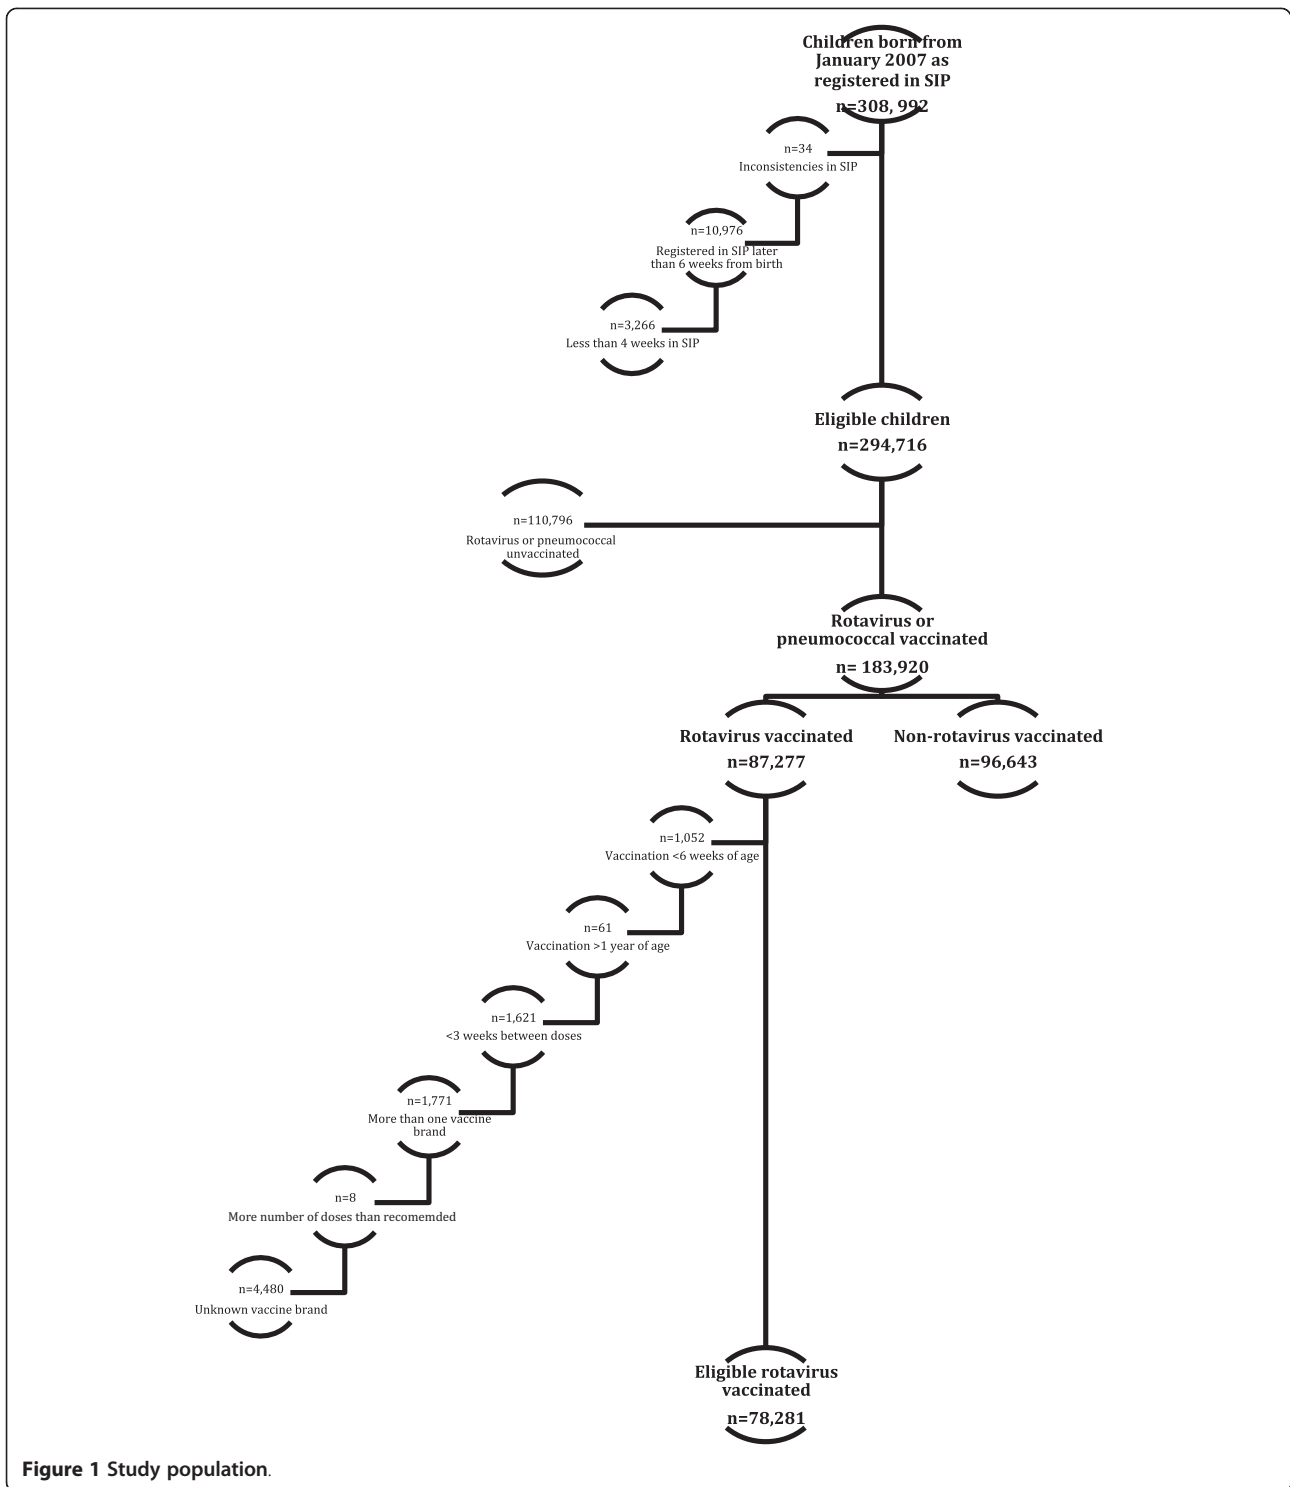 Children born from
January 2007 as
registered in SIP
n=308, 992
n=34
Inconsistencies in SIP
n=10,976
Registered in SIP later
than 6 weeks from birth
n=3,266
Less than 4 weeks in SIP
Eligible children
n=294,716
n=110,796
Rotavirus or pneumococcal
unvaccinated
Rotavirus or
pneumococcal vaccinated
n= 183,920
Rotavirus vaccinated
n=87,277
Non-rotavirus vaccinated
n=96,643
n=1,052
Vaccination <6 weeks of age
n=61
Vaccination >1 year of age
n=1,621
<3 weeks between doses
n=1,771
More than one vaccine
brand
n=8
More number of doses than recomemded
n=4,480
Unknown vaccine brand
Eligible rotavirus
vaccinated
n=78,281
Figure 1 Study population.